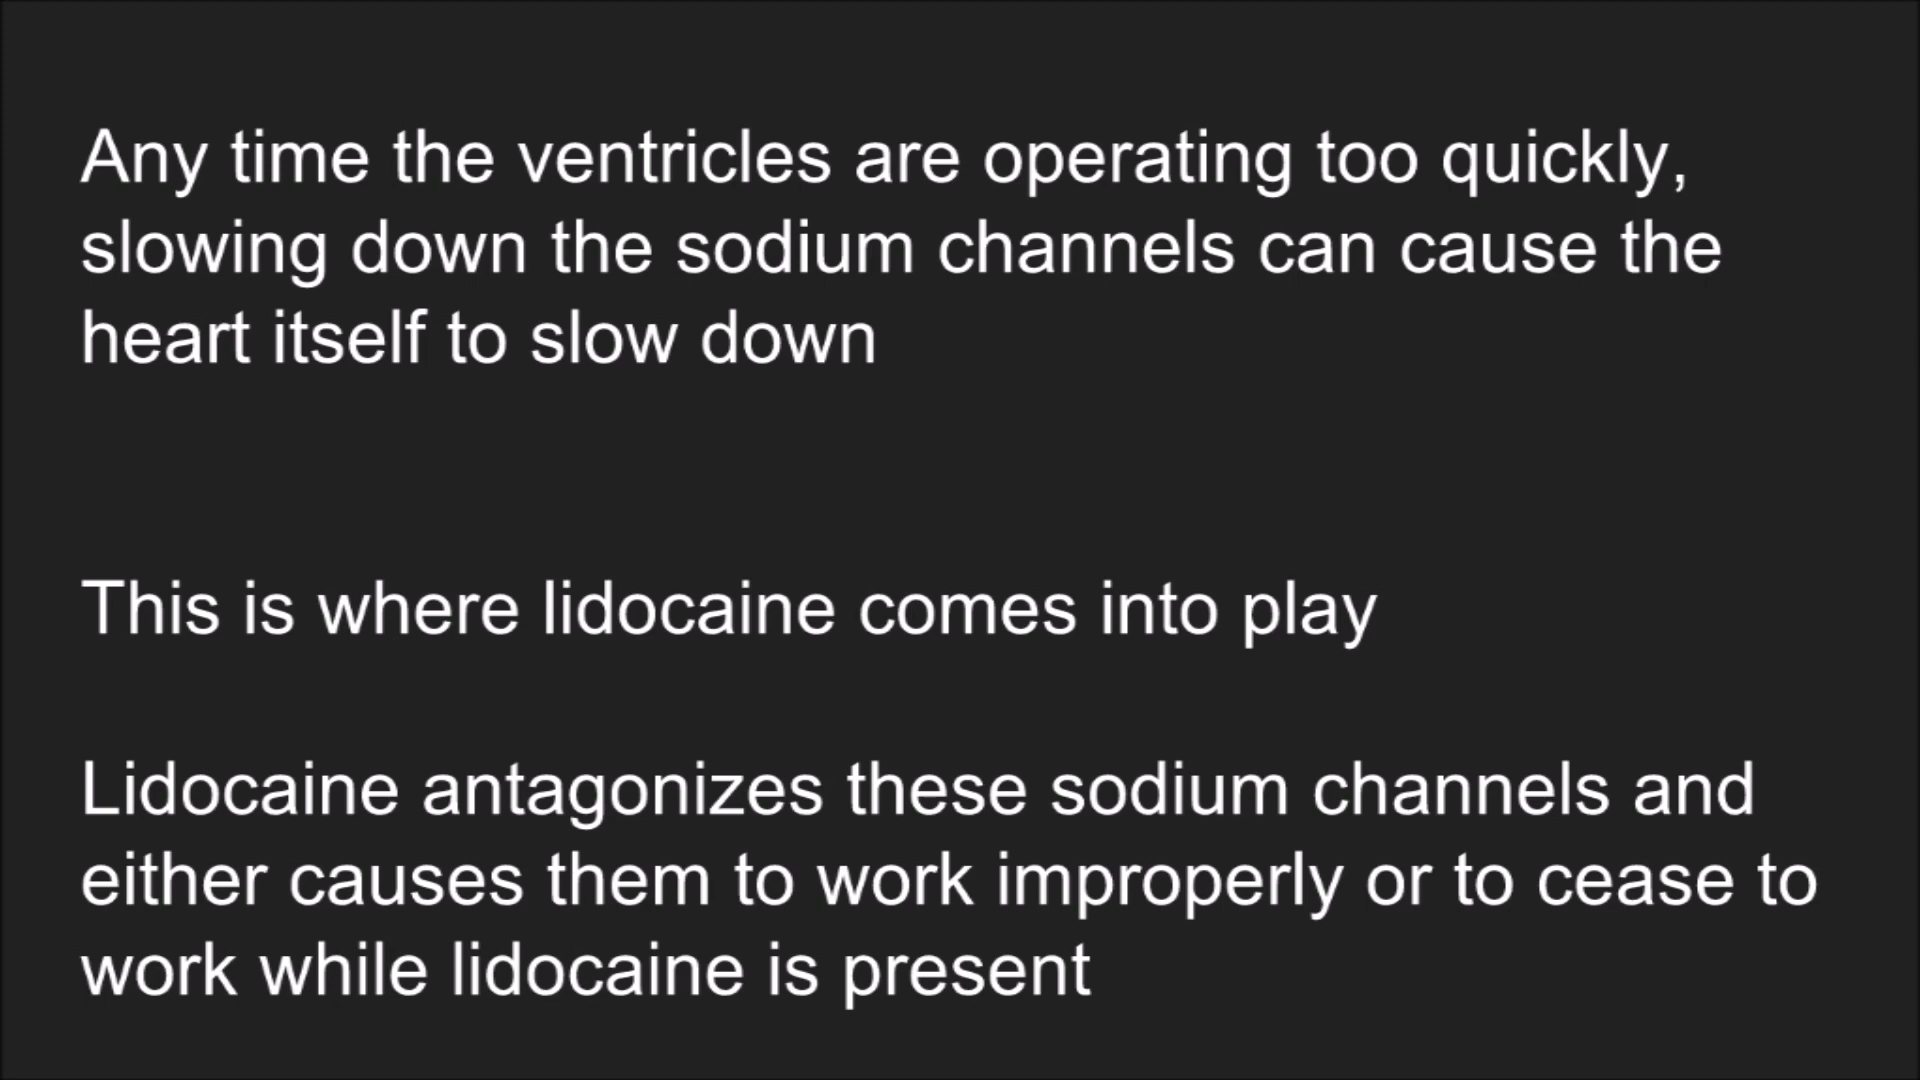 Any time the ventricles are operating too quickly,
slowing down the sodium channels can cause the
heart itself to slow down
This is where lidocaine comes into play
Lidocaine antagonizes these sodium channels and
either causes them to work improperly or to cease to
work while lidocaine is present